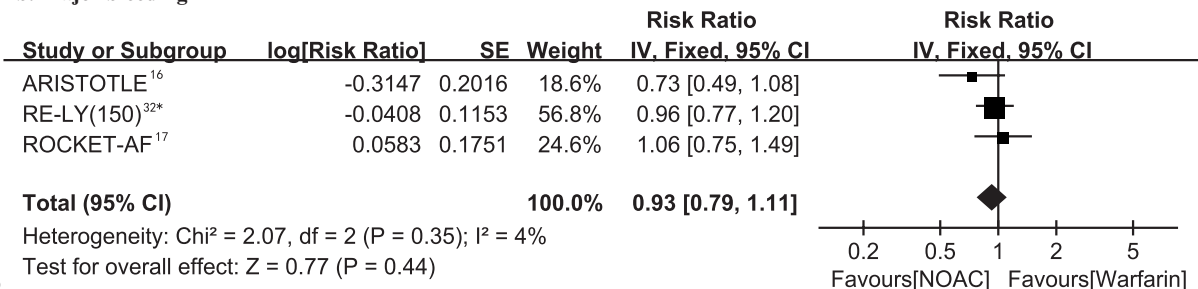 Risk Ratio Risk Ratio
Study or Subgroup log[Risk Ratio] SE Weight IV, Fixed, 95% CI IV, Fixed, 95% CI
ARISTOTLE16 -0.3147 0.2016 18.6% 0.73 [0.49, 1.08]
RE-LY(150)32* -0.0408 0.1153 56.8% 0.96 [0.77, 1.20]
ROCKET-AF17 0.0583 0.1751 24.6% 1.06 [0.75, 1.49]
Total (95% CI) 100.0% 0.93 [0.79, 1.11]
Heterogeneity: Chi² = 2.07, df = 2 (P = 0.35); I² = 4%
Test for overall effect: Z = 0.77 (P = 0.44)
0.2 0.5 1 2 5
Favours[NOAC] Favours[Warfarin]